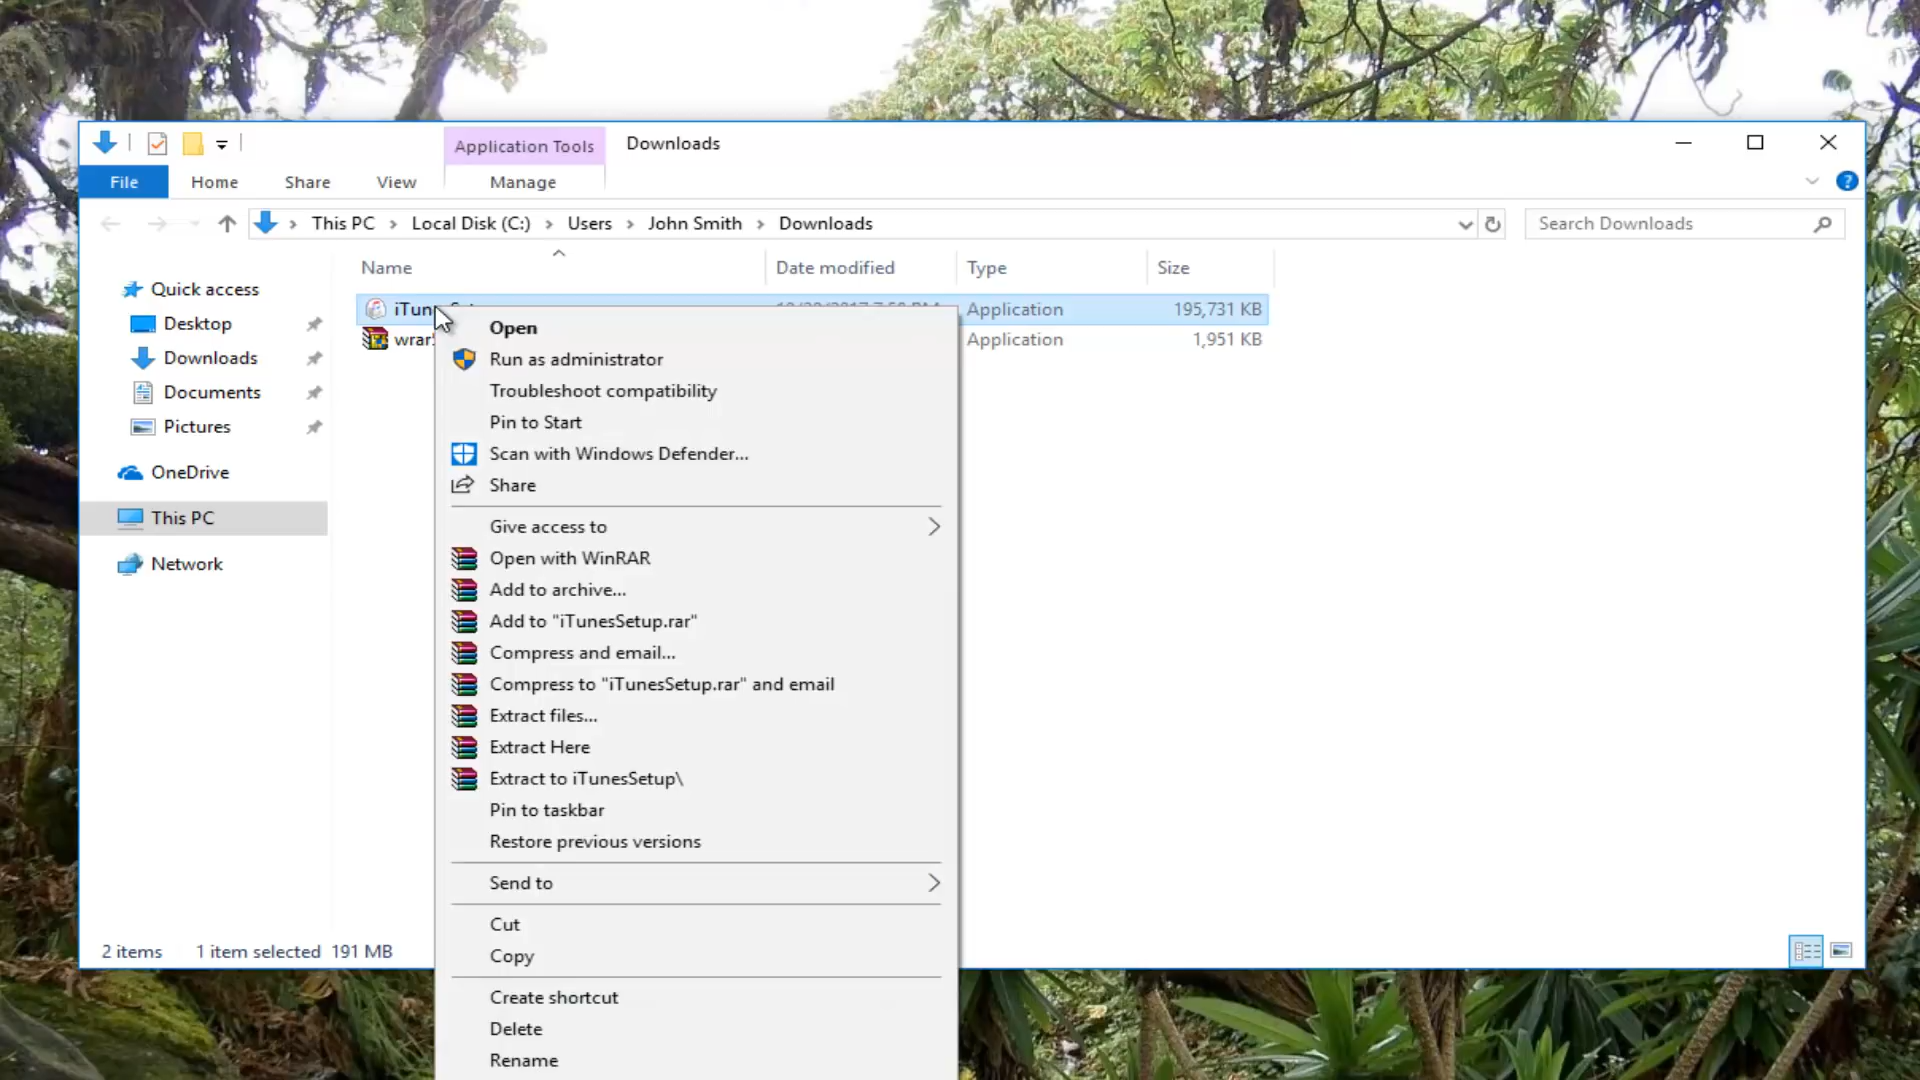 Application Tools
Downloads
File
Home
Share
View
Manage
This PC
Local Disk (C:)
Users
John Smith
Downloads
Search Downloads
Name
Date modified
Type
Size
Application
195,731 KB
Application
1,951 KB
Quick access
Desktop
Downloads
Documents
Pictures
OneDrive
This PC
Network
Open
Run as administrator
Troubleshoot compatibility
Pin to Start
Scan with Windows Defender...
Share
Give access to
Open with WinRAR
Add to archive...
Add to "iTunesSetup.rar"
Compress and email...
Compress to "iTunesSetup.rar" and email
Extract files...
Extract Here
Extract to iTunesSetup\
Pin to taskbar
Restore previous versions
Send to
Cut
Copy
Create shortcut
Delete
Rename
2 items
1 item selected 191 MB